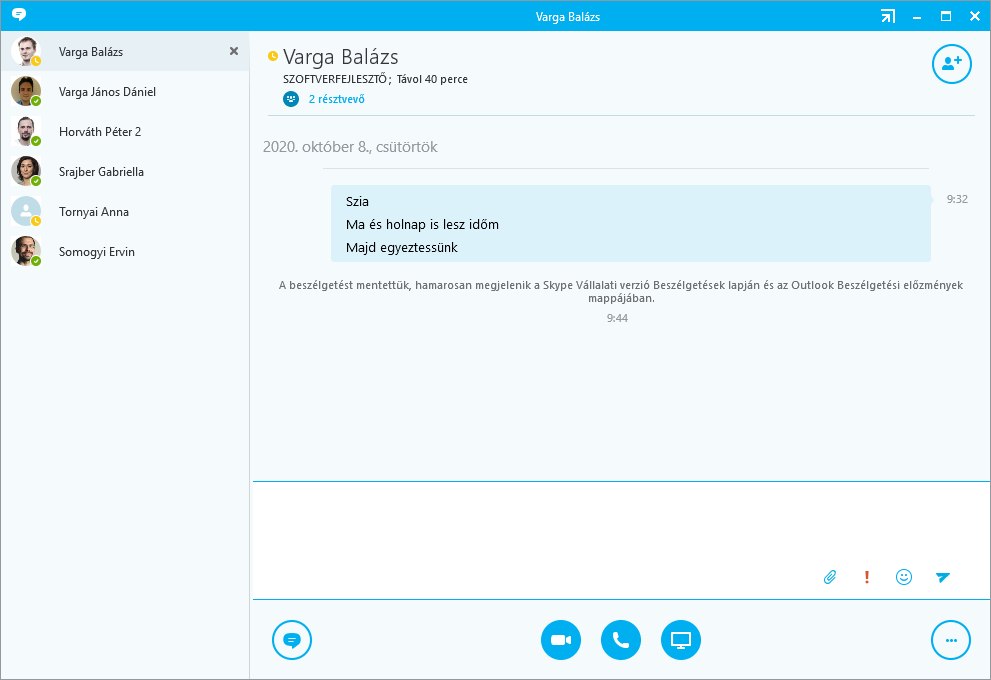 Varga Balázs
Varga Balázs
Varga János Dániel
Horváth Péter 2
Srajber Gabriella
Tornyai Anna
Somogyi Ervin
Varga Balázs
SZOFTVERFEJLESZTŐ; Távol 40 perce
2 résztvevő
2020. október 8., csütörtök
Szia
9:32
Ma és holnap is lesz időm
Majd egyeztessünk
A beszélgetést mentettük, hamarosan megjelenik a Skype Vállalati verzió Beszélgetések lapján és az Outlook Beszélgetési előzmények
mappájában.
9:44